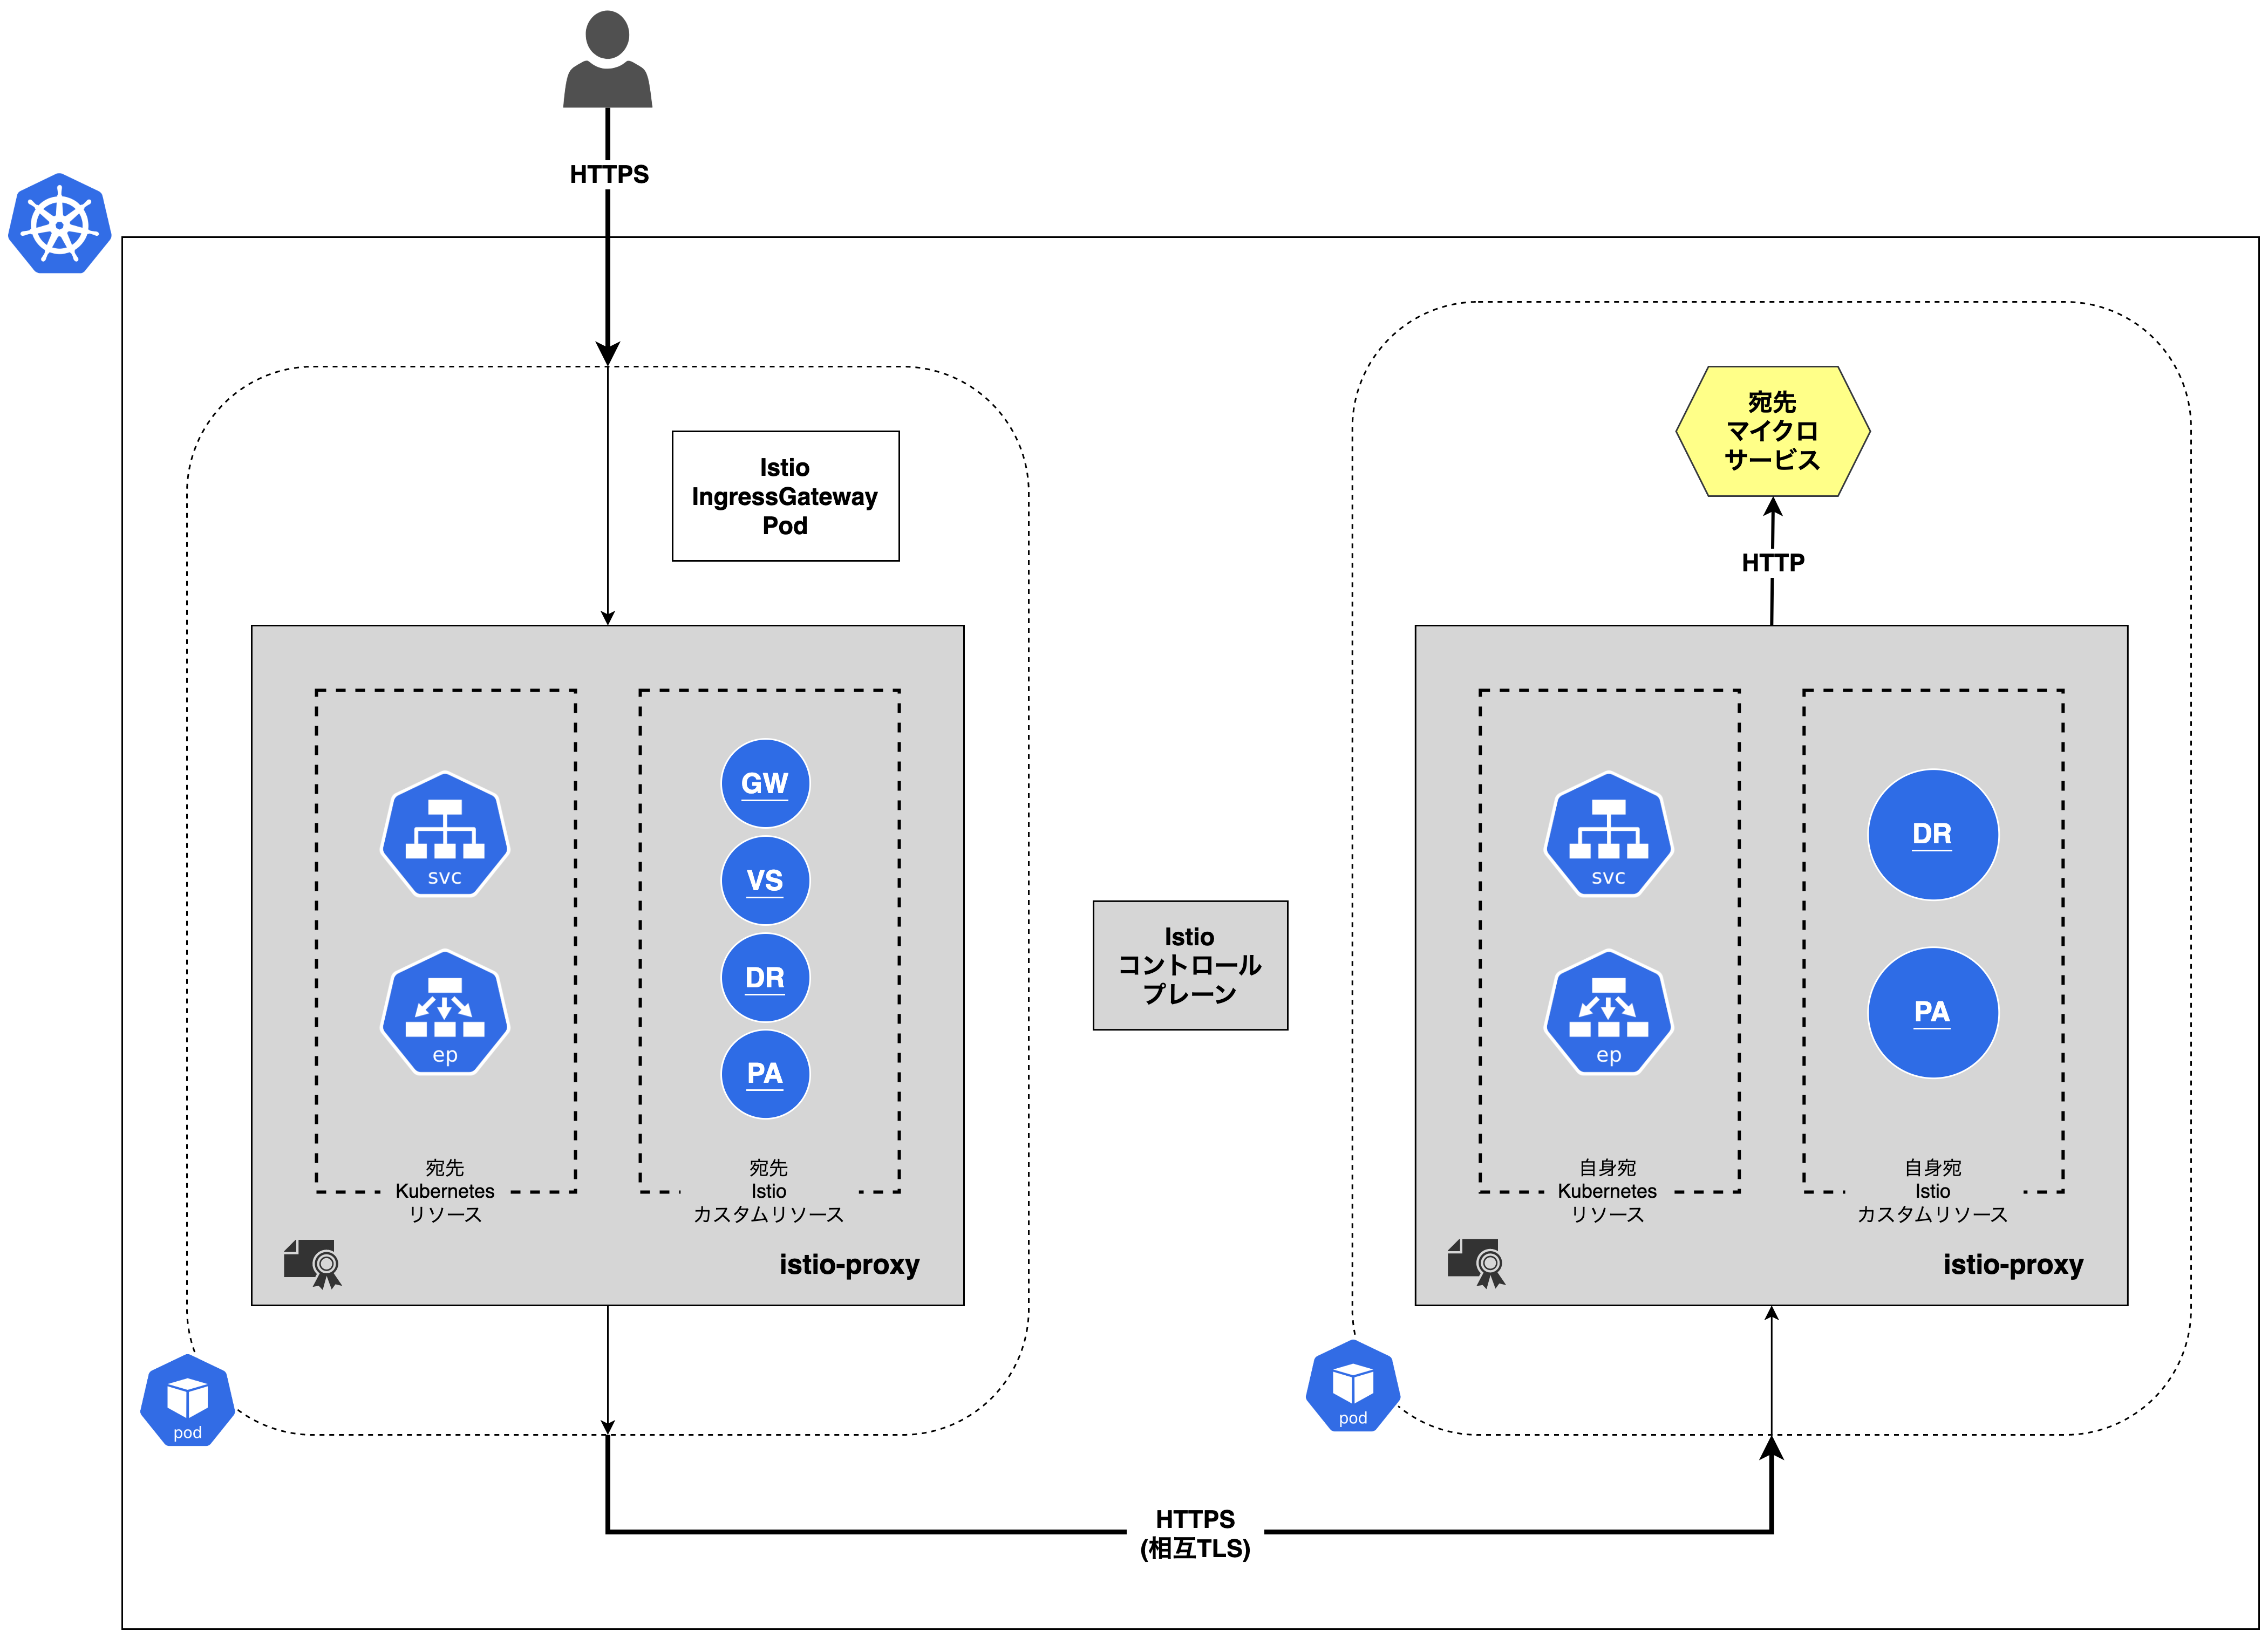 HTTPS
Istio
IngressGateway
Pod
宛先
マイクロ
サービス
HTTP
svc
ep
GW
VS
DR
PA
宛先
Kubernetes
リソース
宛先
Istio
カスタムリソース
istio-proxy
pod
Istio
コントロール
プレーン
svc
ep
DR
PA
自身宛
Kubernetes
リソース
自身宛
Istio
カスタムリソース
istio-proxy
pod
HTTPS
(相互TLS)